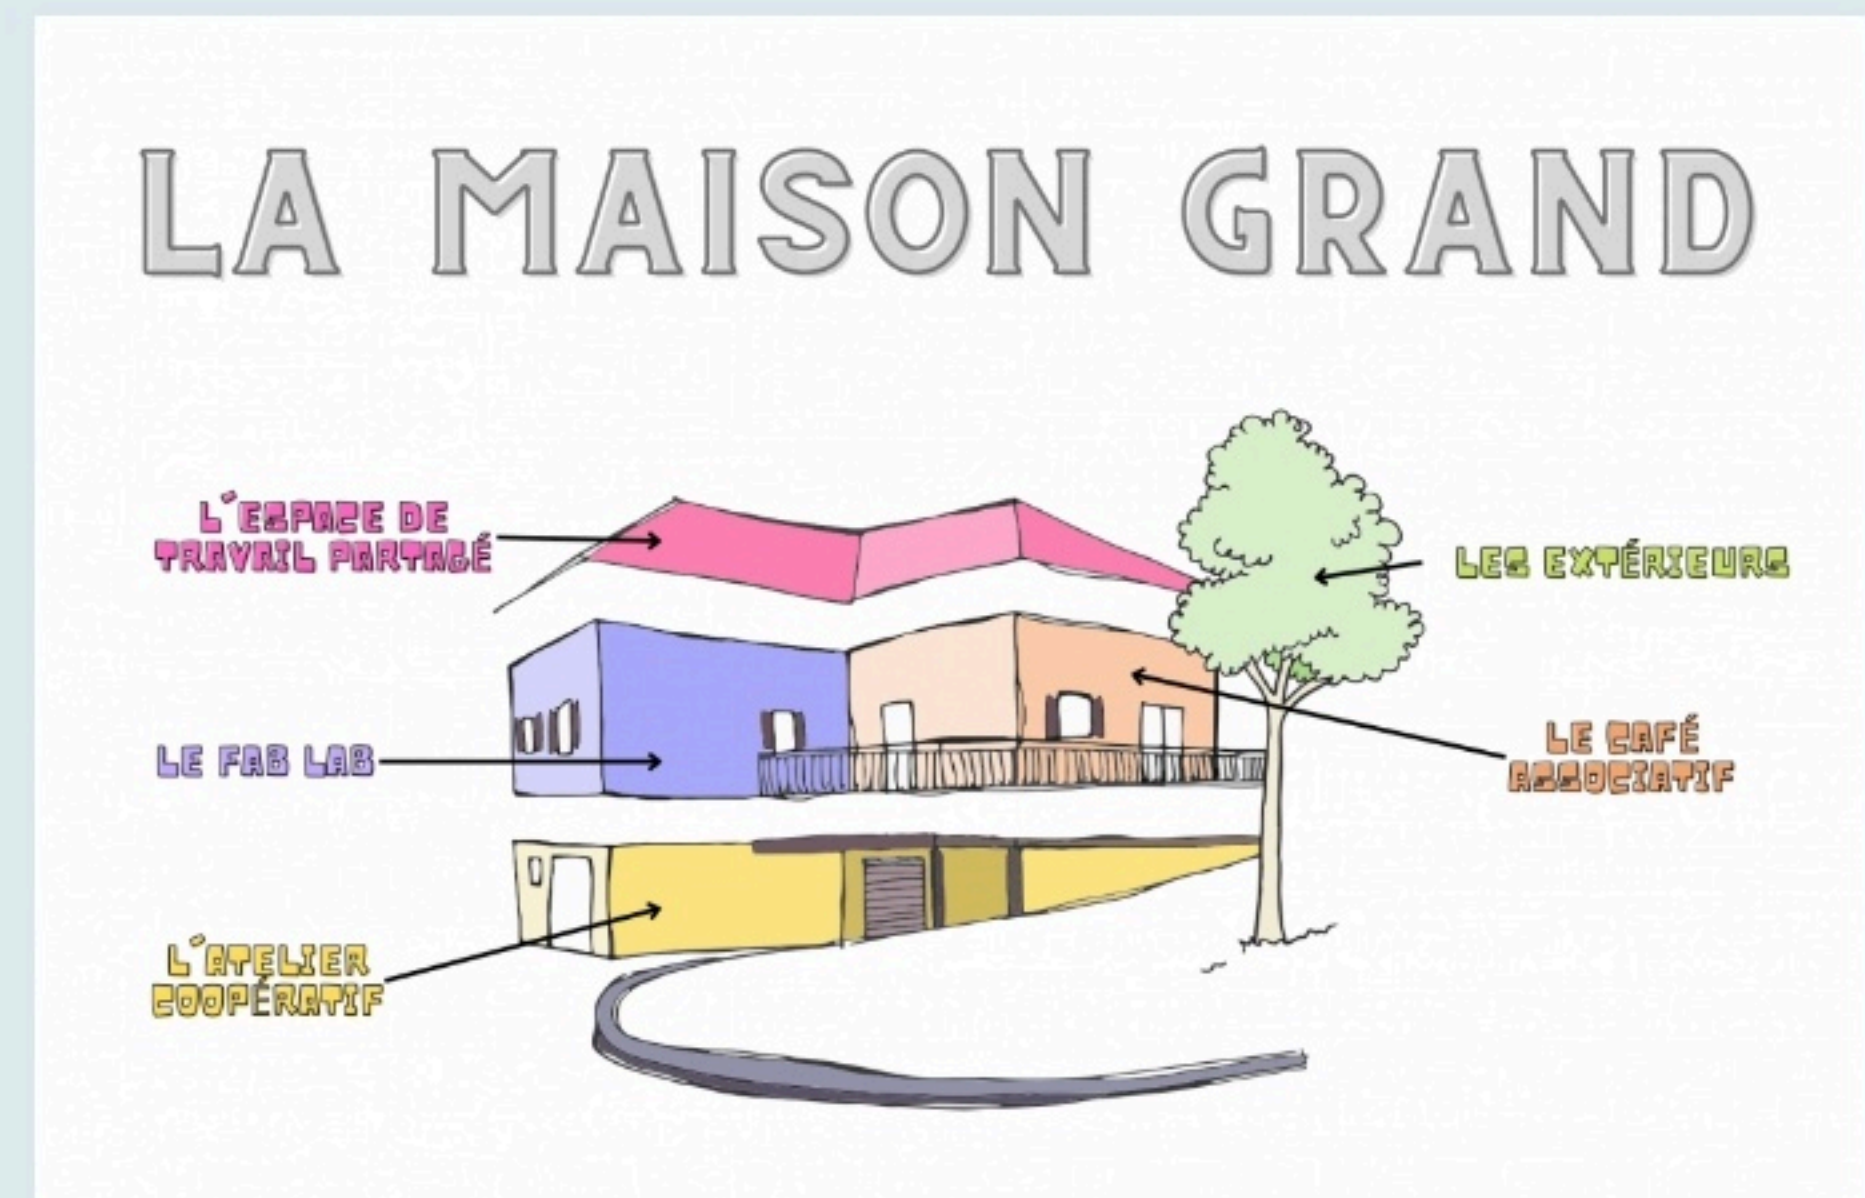 LA MAISON GRAND
L'ESPACE DE
TRAVAIL PARTAGÉ
LES EXTÉRIEURS
LE FAB LAB
LE CAFÉ
ASSOCIATIF
L'ATELIER
COOPÉRATIF